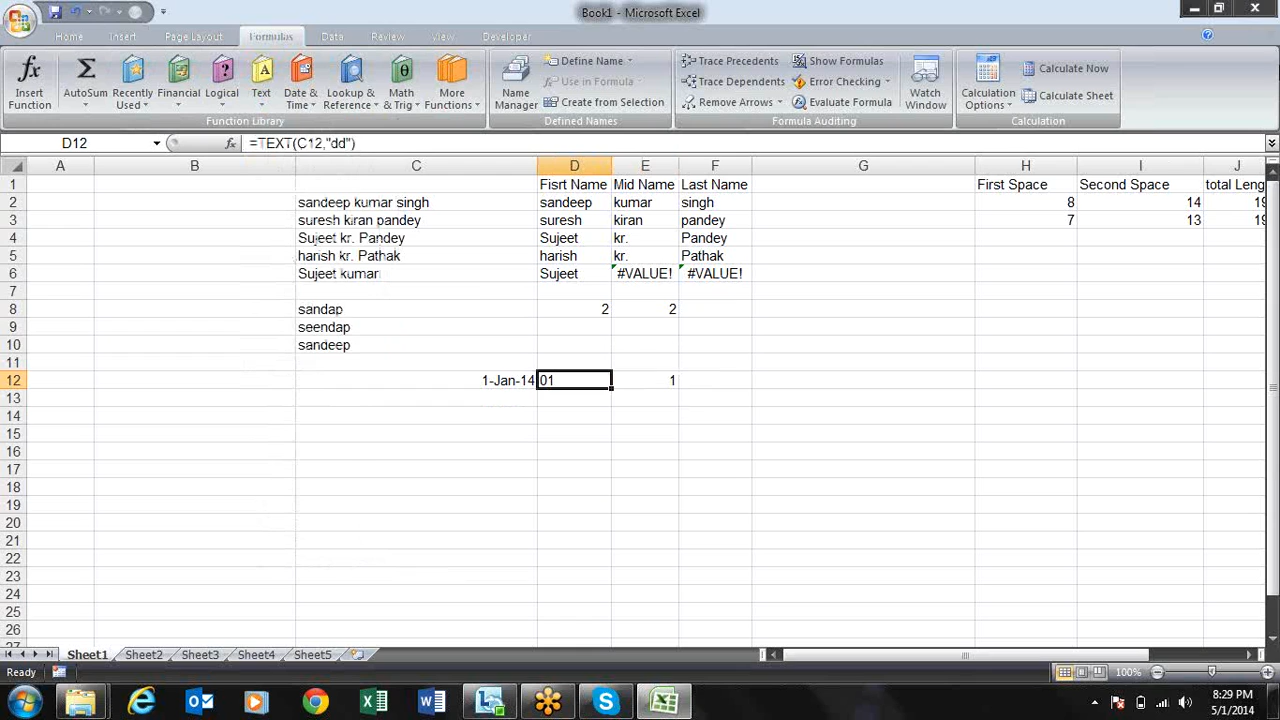 Book1 - Microsoft Excel
Home Insert Page Layout Formulas Data Review View Developer
Insert Function
AutoSum
Recently Used
Financial
Logical
Text
Date & Time
Lookup & Reference
Math & Trig
More Functions
Function Library
Name Manager
Define Name
Use in Formula
Create from Selection
Defined Names
Trace Precedents
Trace Dependents
Remove Arrows
Show Formulas
Error Checking
Evaluate Formula
Formula Auditing
Watch Window
Calculation Options
Calculate Now
Calculate Sheet
Calculation
D12 fx =TEXT(C12,"dd")
A B C D E F G H I J
1 Fisrt Name Mid Name Last Name First Space Second Space total Leng
2 sandeep kumar singh sandeep kumar singh 8 14 19
3 suresh kiran pandey suresh kiran pandey 7 13 19
4 Sujeet kr. Pandey Sujeet kr. Pandey
5 harish kr. Pathak harish kr. Pathak
6 Sujeet kumar Sujeet #VALUE! #VALUE!
7
8 sandap 2 2
9 seendap
10 sandeep
11
12 1-Jan-14 01 1
13
14
15
16
17
18
19
20
21
22
23
24
25
26
27
Sheet1 Sheet2 Sheet3 Sheet4 Sheet5
Ready 100%
8:29 PM
5/1/2014